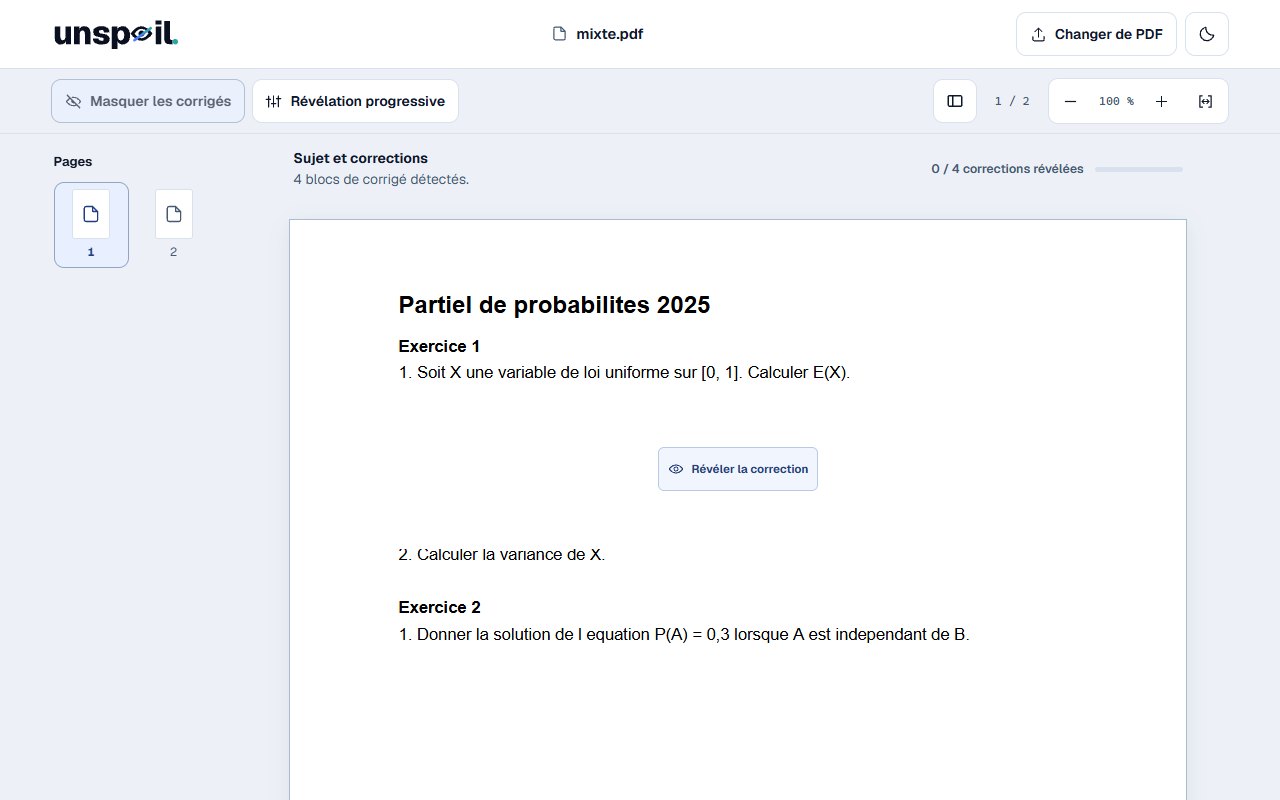 unspoil.
mixte.pdf
Changer de PDF
Masquer les corrigés
Révélation progressive
1 / 2
100 %
Pages
1
2
Sujet et corrections
4 blocs de corrigé détectés.
0 / 4 corrections révélées
Partiel de probabilites 2025
Exercice 1
1. Soit X une variable de loi uniforme sur [0, 1]. Calculer E(X).
Révéler la correction
2. Calculer la variance de X.
Exercice 2
1. Donner la solution de l equation P(A) = 0,3 lorsque A est independant de B.